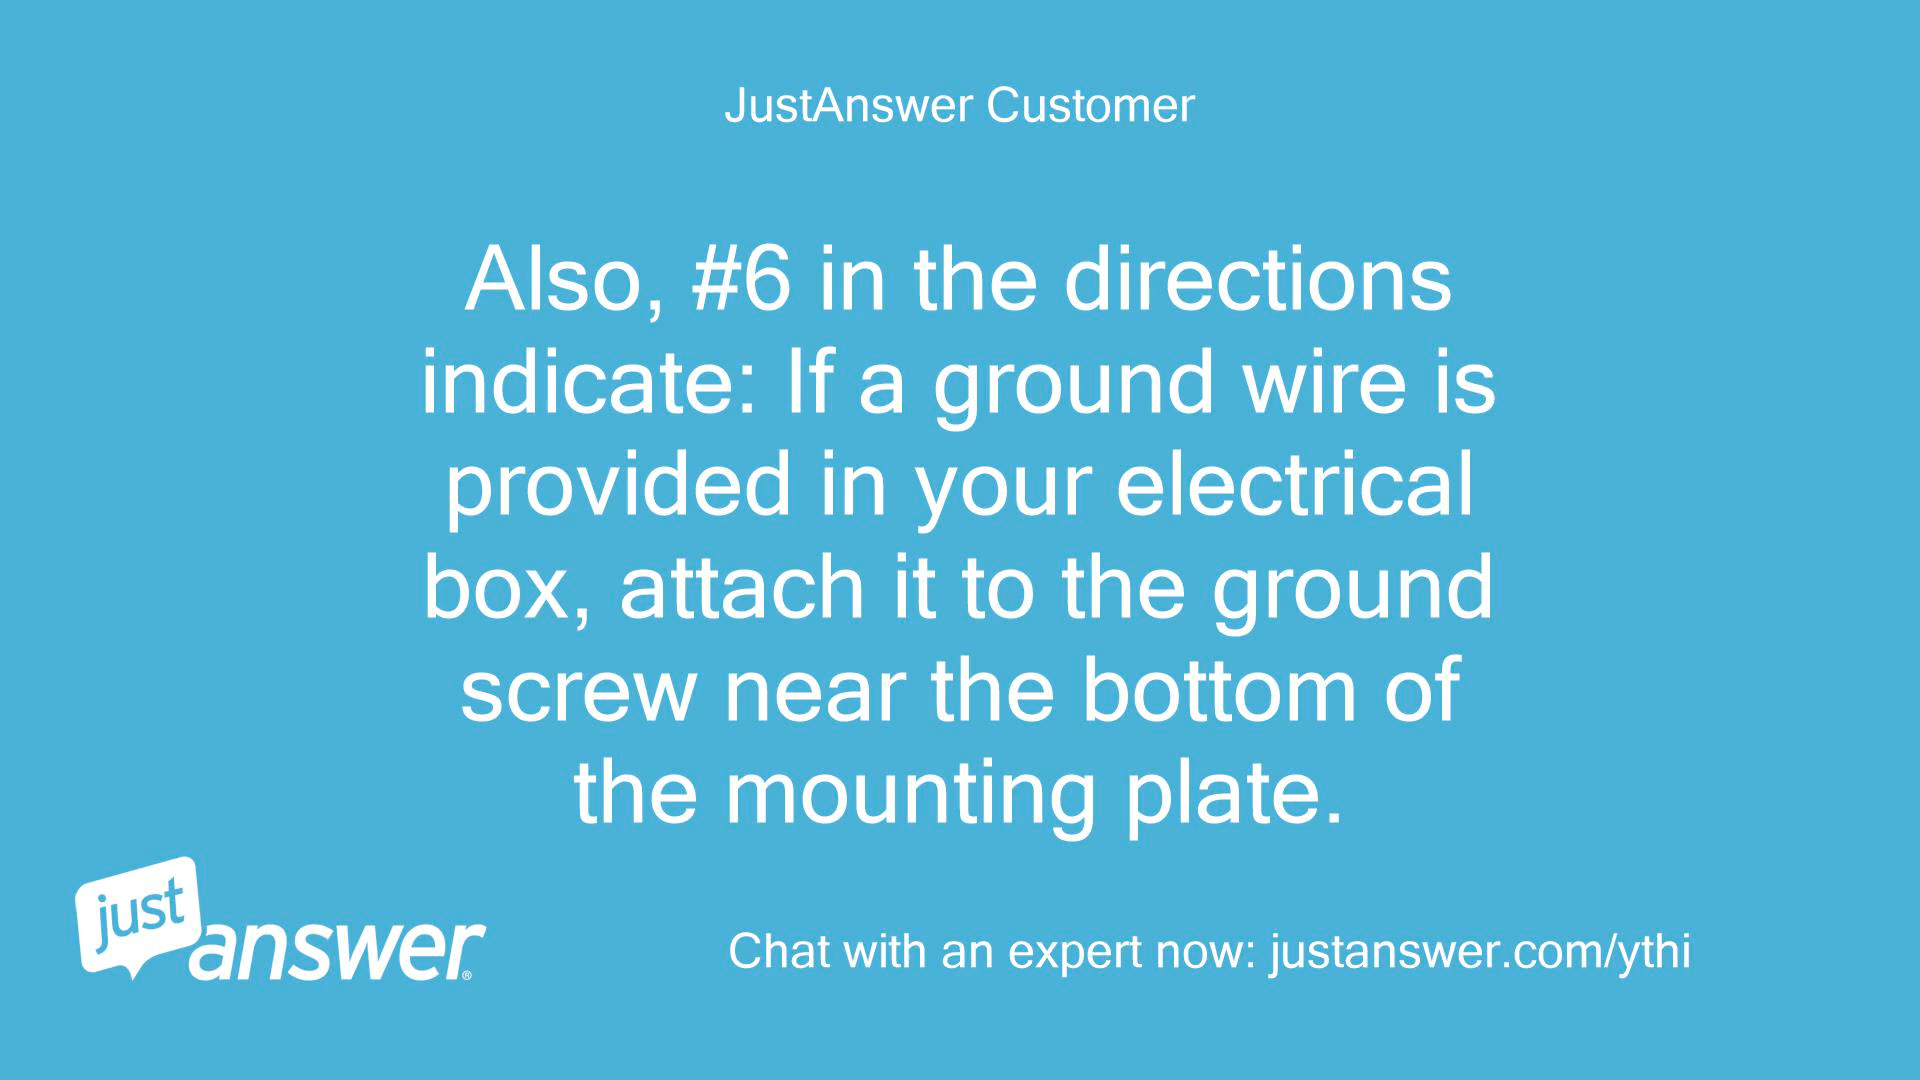 JustAnswer Customer
Also, #6 in the directions
indicate: If a ground wire is
provided in your electrical
box, attach it to the ground
screw near the bottom of
the mounting plate.
just
answer®
Chat with an expert now: justanswer.com/ythi